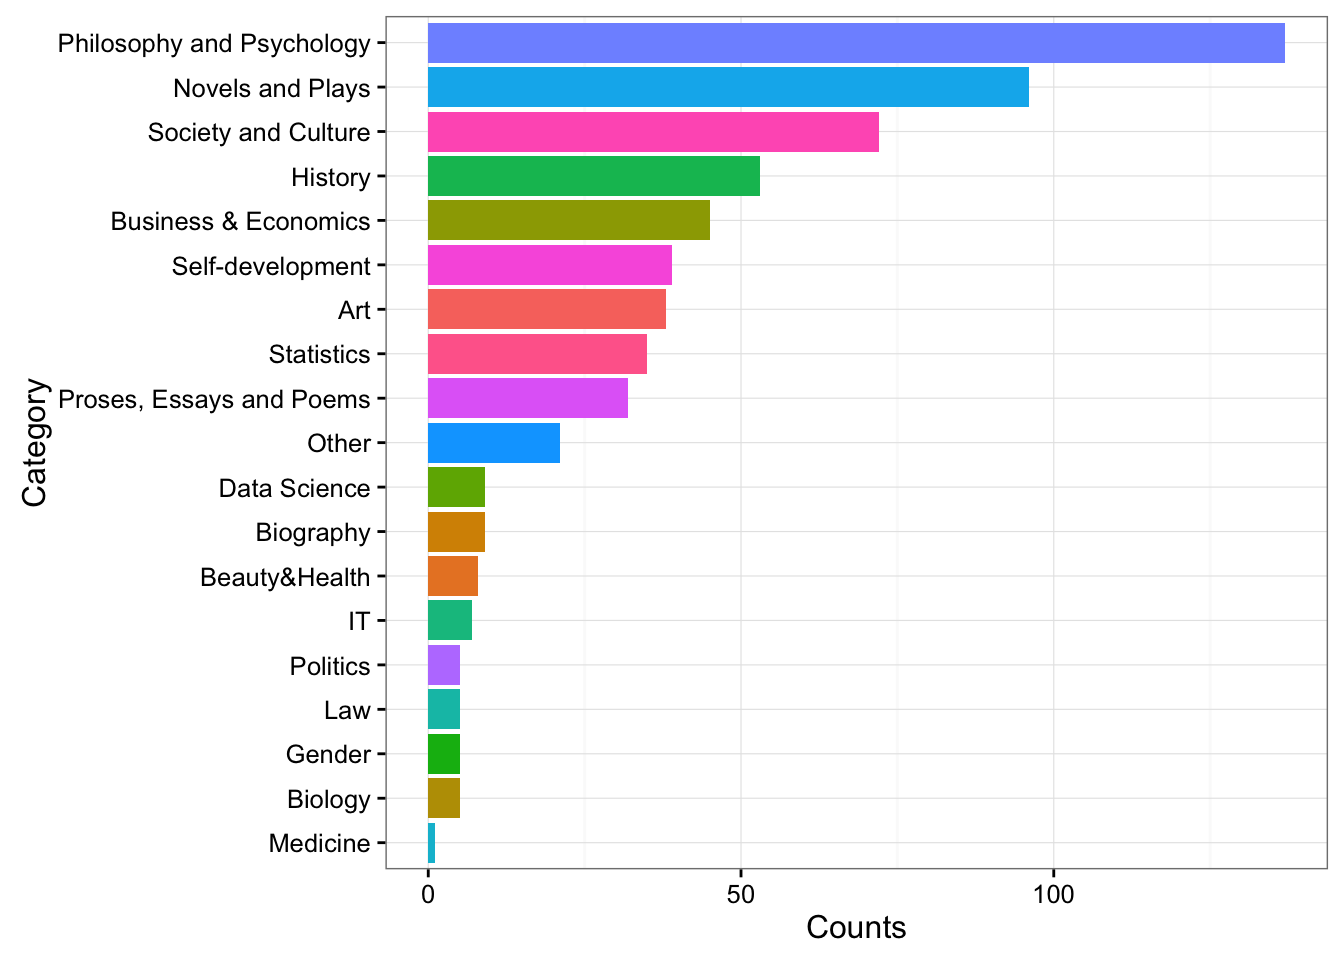 Philosophy and Psychology
Novels and Plays
Society and Culture
History
Business & Economics
Self-development
Art
Statistics
Proses, Essays and Poems
Other
Data Science
Biography
Beauty&Health
IT
Politics
Law
Gender
Biology
Medicine
Category
0 50 100
Counts